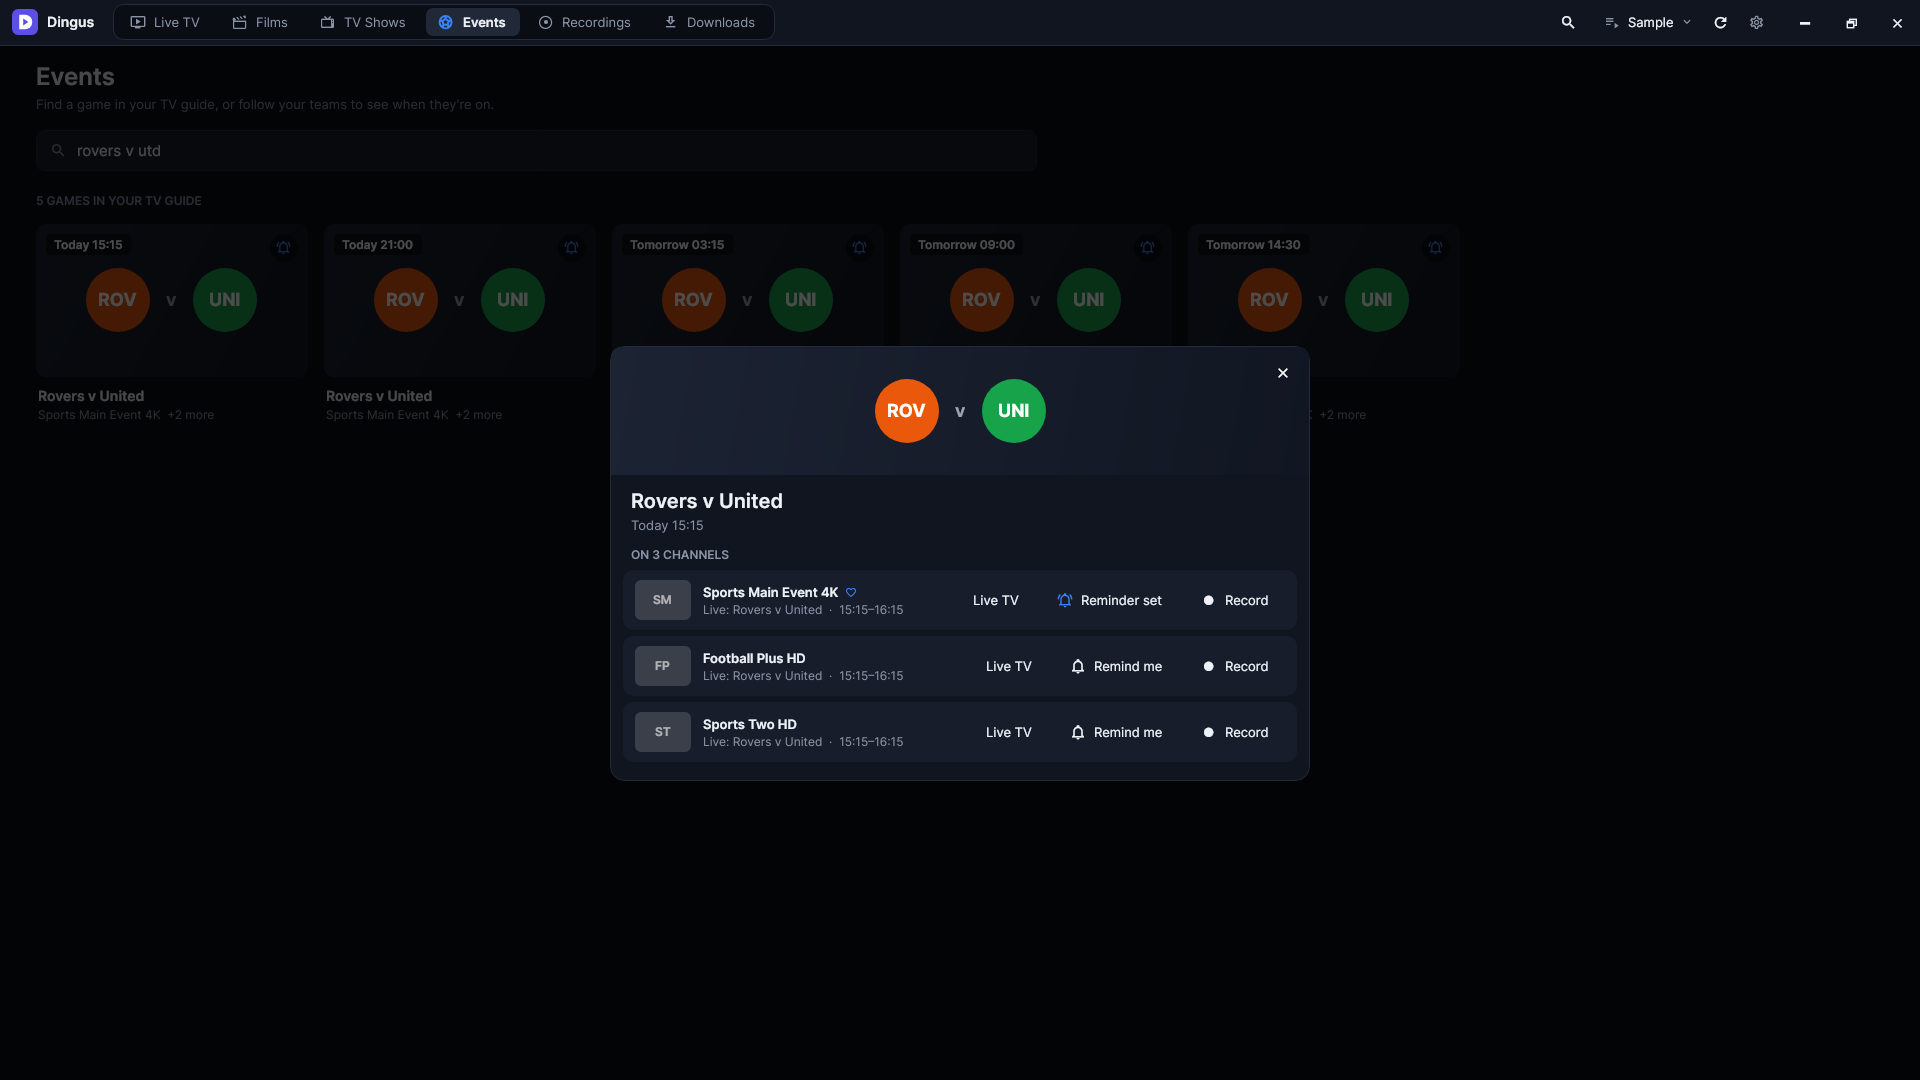 Dingus
Live TV
Films
TV Shows
Events
Recordings
Downloads
Sample
Events
Find a game in your TV guide, or follow your teams to see when they're on.
rovers v utd
5 GAMES IN YOUR TV GUIDE
Today 15:15
Today 21:00
Tomorrow 03:15
Tomorrow 09:00
Tomorrow 14:30
ROV v UNI
ROV v UNI
ROV v UNI
ROV v UNI
ROV v UNI
Rovers v United
Sports Main Event 4K +2 more
Rovers v United
Sports Main Event 4K +2 more
+2 more
ROV v UNI
Rovers v United
Today 15:15
ON 3 CHANNELS
SM
Sports Main Event 4K
Live: Rovers v United · 15:15–16:15
Live TV
Reminder set
Record
FP
Football Plus HD
Live: Rovers v United · 15:15–16:15
Live TV
Remind me
Record
ST
Sports Two HD
Live: Rovers v United · 15:15–16:15
Live TV
Remind me
Record